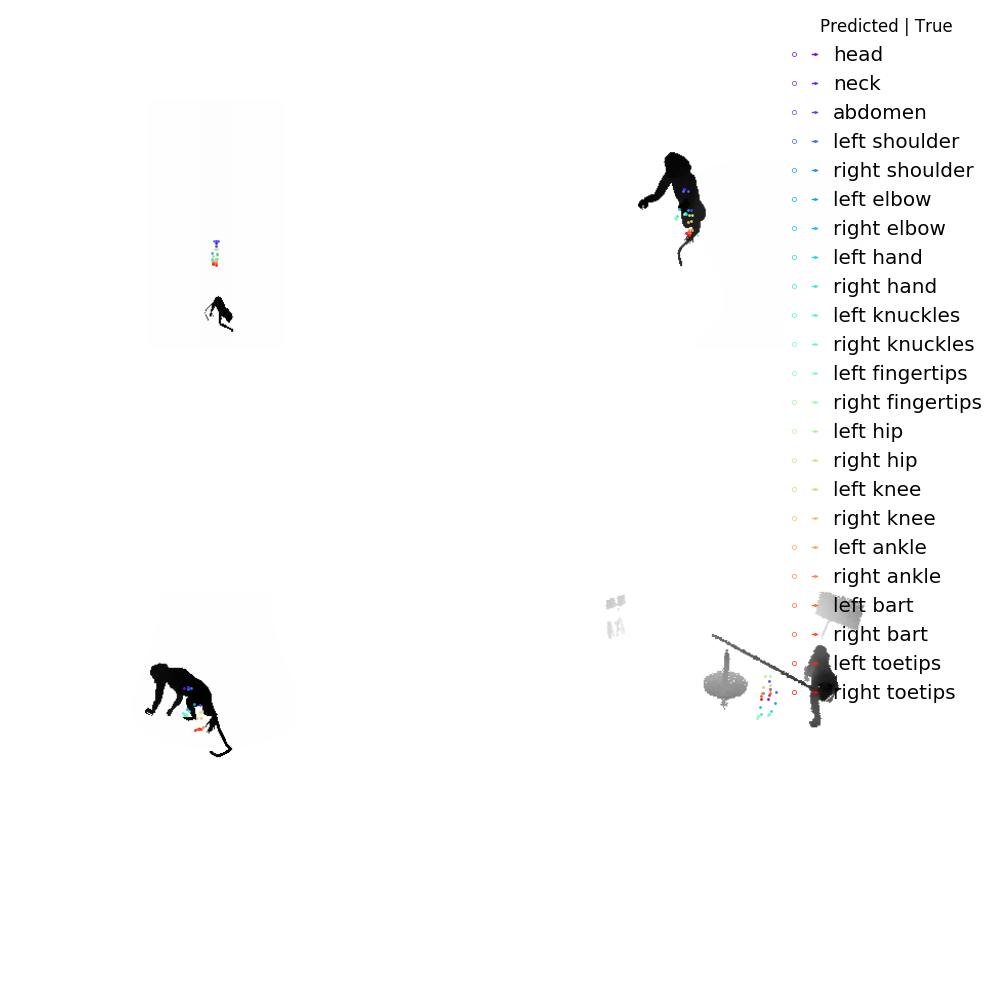 Predicted | True
head
neck
abdomen
left shoulder
right shoulder
left elbow
right elbow
left hand
right hand
left knuckles
right knuckles
left fingertips
right fingertips
left hip
right hip
left knee
right knee
left ankle
right ankle
left bart
right bart
left toetips
right toetips